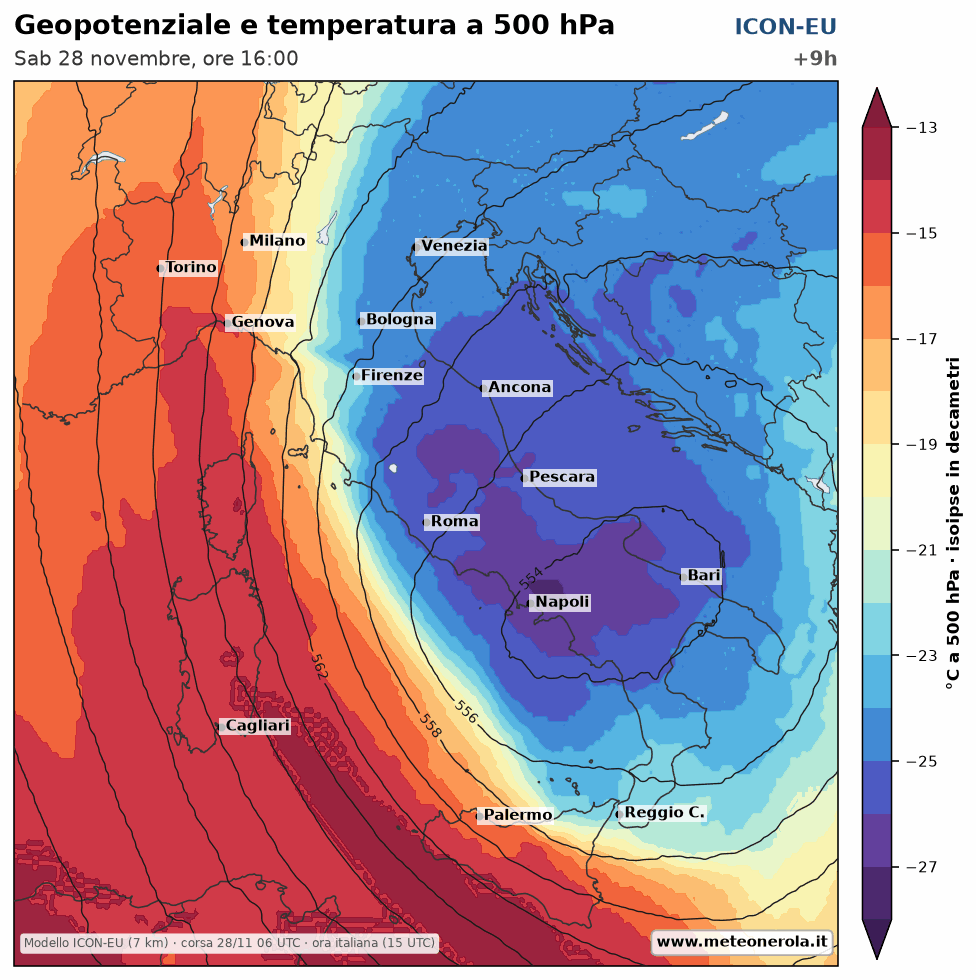 Geopotenziale e temperatura a 500 hPa
ICON-EU
Sab 28 novembre, ore 16:00
+9h
Milano
Venezia
Torino
Genova
Bologna
Firenze
Ancona
Pescara
Roma
554
Bari
Napoli
562
556
558
Cagliari
Palermo
Reggio C.
Modello ICON-EU (7 km) · corsa 28/11 06 UTC · ora italiana (15 UTC)
www.meteonerola.it
−13
−15
−17
−19
−21
−23
−25
−27
°C a 500 hPa · isoipse in decametri